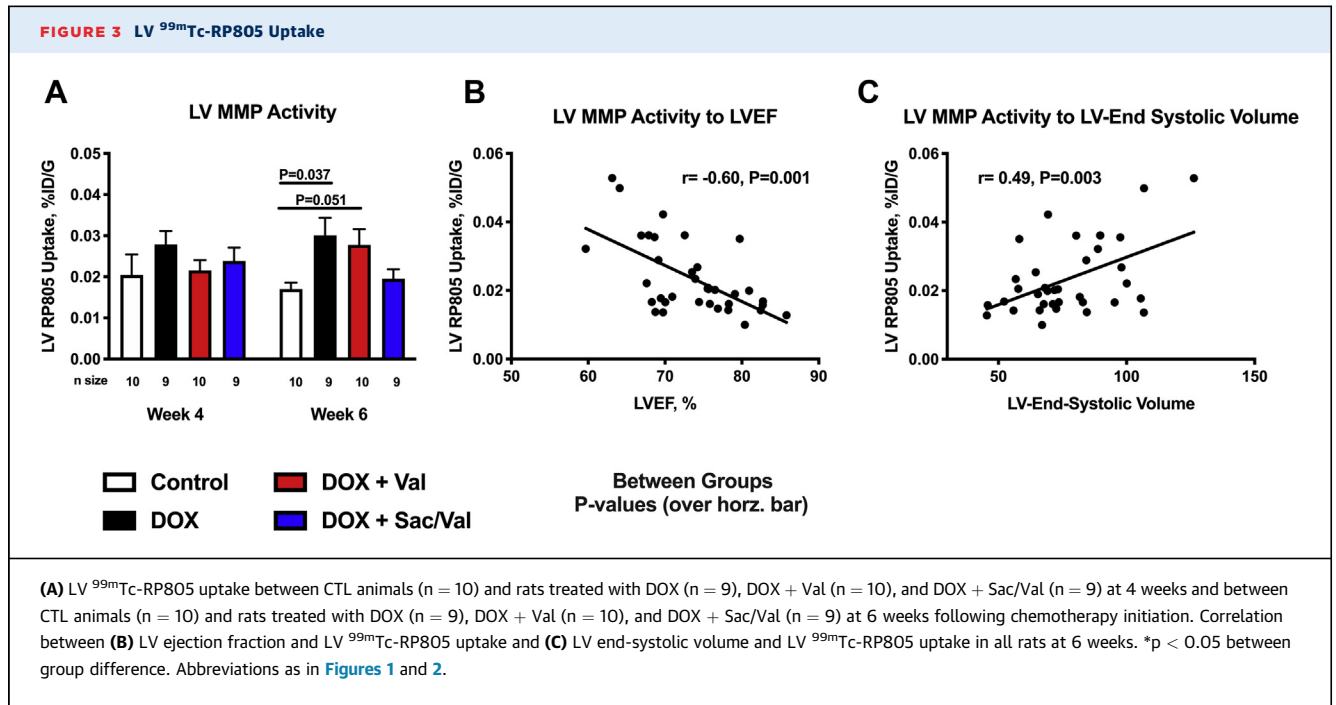 FIGURE 3 LV 99mTc-RP805 Uptake
A
LV MMP Activity
LV RP805 Uptake, %ID/G
0.05
0.04
0.03
0.02
0.01
0.00
P=0.037
P=0.051
n size 10 9 10 9 10 9 10 9
Week 4 Week 6
B
LV MMP Activity to LVEF
LV RP805 Uptake, %ID/G
0.06
0.04
0.02
0.00
r= -0.60, P=0.001
50 60 70 80 90
LVEF, %
C
LV MMP Activity to LV-End Systolic Volume
LV RP805 Uptake, %ID/G
0.06
0.04
0.02
0.00
r= 0.49, P=0.003
50 100 150
LV-End-Systolic Volume
Control
DOX
DOX + Val
DOX + Sac/Val
Between Groups
P-values (over horz. bar)
(A) LV 99mTc-RP805 uptake between CTL animals (n = 10) and rats treated with DOX (n = 9), DOX + Val (n = 10), and DOX + Sac/Val (n = 9) at 4 weeks and between
CTL animals (n = 10) and rats treated with DOX (n = 9), DOX + Val (n = 10), and DOX + Sac/Val (n = 9) at 6 weeks following chemotherapy initiation. Correlation
between (B) LV ejection fraction and LV 99mTc-RP805 uptake and (C) LV end-systolic volume and LV 99mTc-RP805 uptake in all rats at 6 weeks. *p < 0.05 between
group difference. Abbreviations as in Figures 1 and 2.